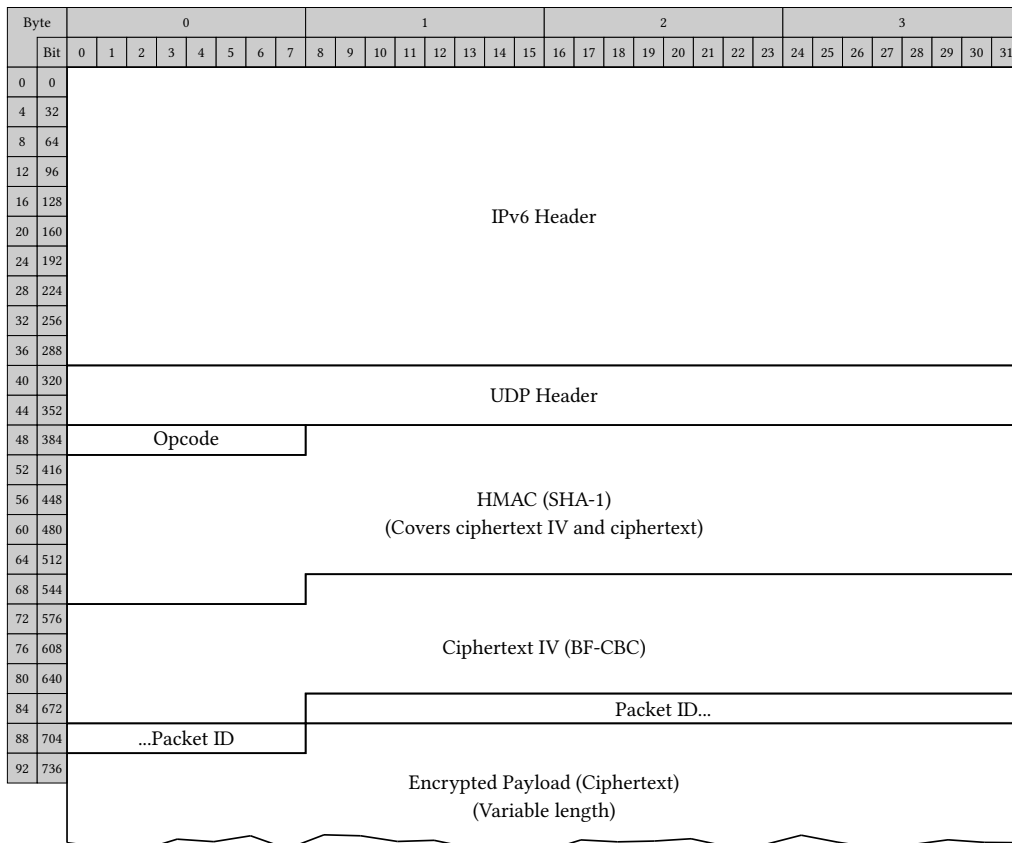 Byte 0 1 2 3
Bit 0 1 2 3 4 5 6 7 8 9 10 11 12 13 14 15 16 17 18 19 20 21 22 23 24 25 26 27 28 29 30 31
0 0
4 32
8 64
12 96
16 128
IPv6 Header
20 160
24 192
28 224
32 256
36 288
40 320
UDP Header
44 352
48 384 Opcode
52 416
56 448 HMAC (SHA-1)
60 480 (Covers ciphertext IV and ciphertext)
64 512
68 544
72 576
76 608 Ciphertext IV (BF-CBC)
80 640
84 672 Packet ID...
88 704 ...Packet ID
92 736
Encrypted Payload (Ciphertext)
(Variable length)